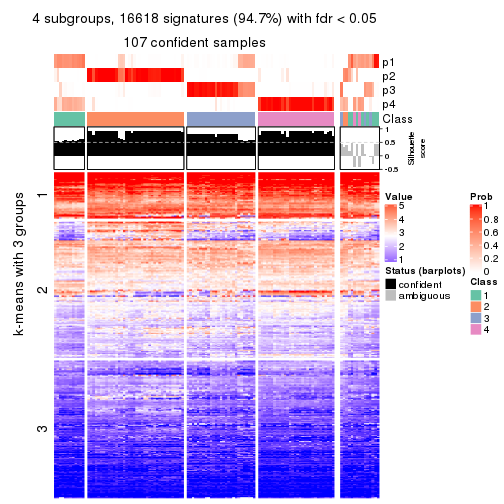 4 subgroups, 16618 signatures (94.7%) with fdr < 0.05
107 confident samples
p1
p2
p3
p4
Class
1
0.5
0
-0.5
Silhouette
score
k-means with 3 groups
1
2
3
Value
5
4
3
2
1
Prob
1
0.8
0.6
0.4
0.2
0
Status (barplots)
confident
ambiguous
Class
1
2
3
4